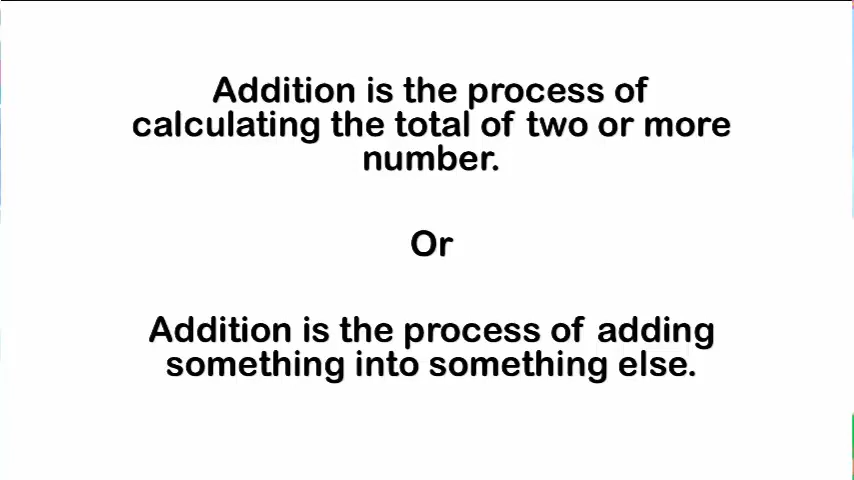 Addition is the process of
calculating the total of two or more
number.
Or
Addition is the process of adding
something into something else.